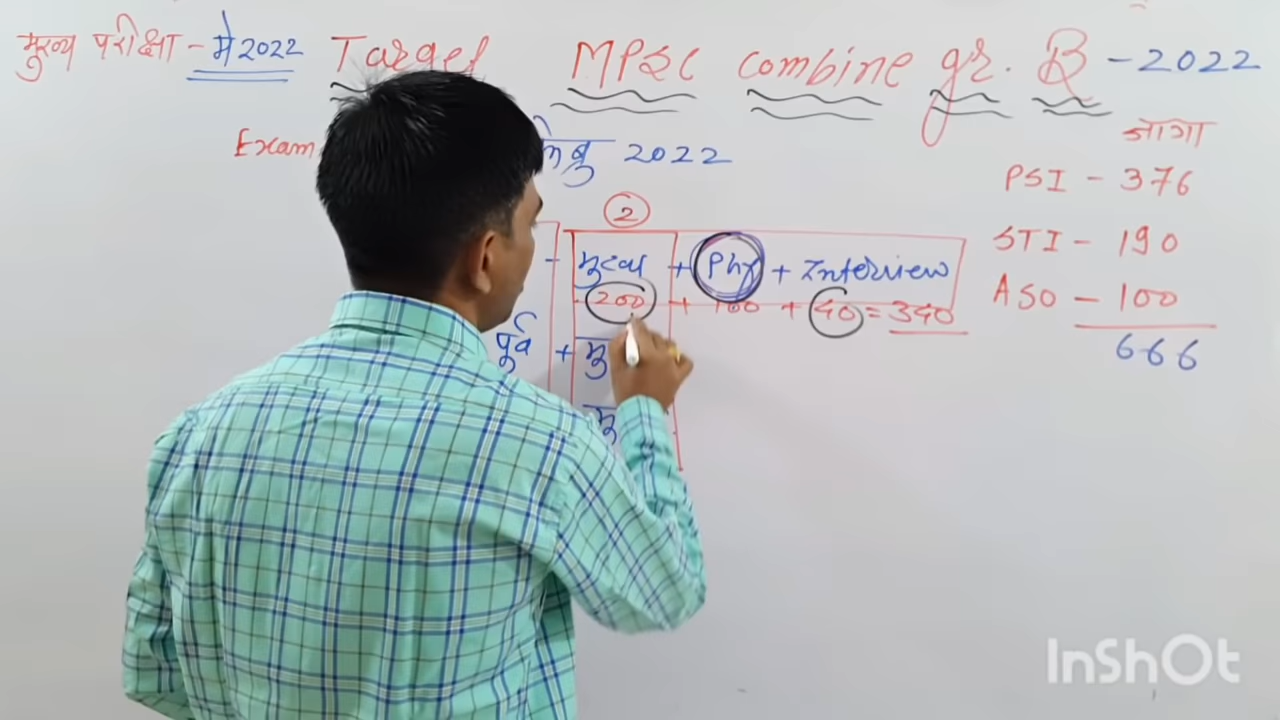 मुख्य परीक्षा - मे 2022 Target MPSC combine gr. B - 2022
Exam 2022
जागा
PSI - 376
STI - 190
ASO - 100
666
2
- मुख्य + Phy + Interview
200 + 100 + 40 = 340
पूर्व + मु
मु
InShOt